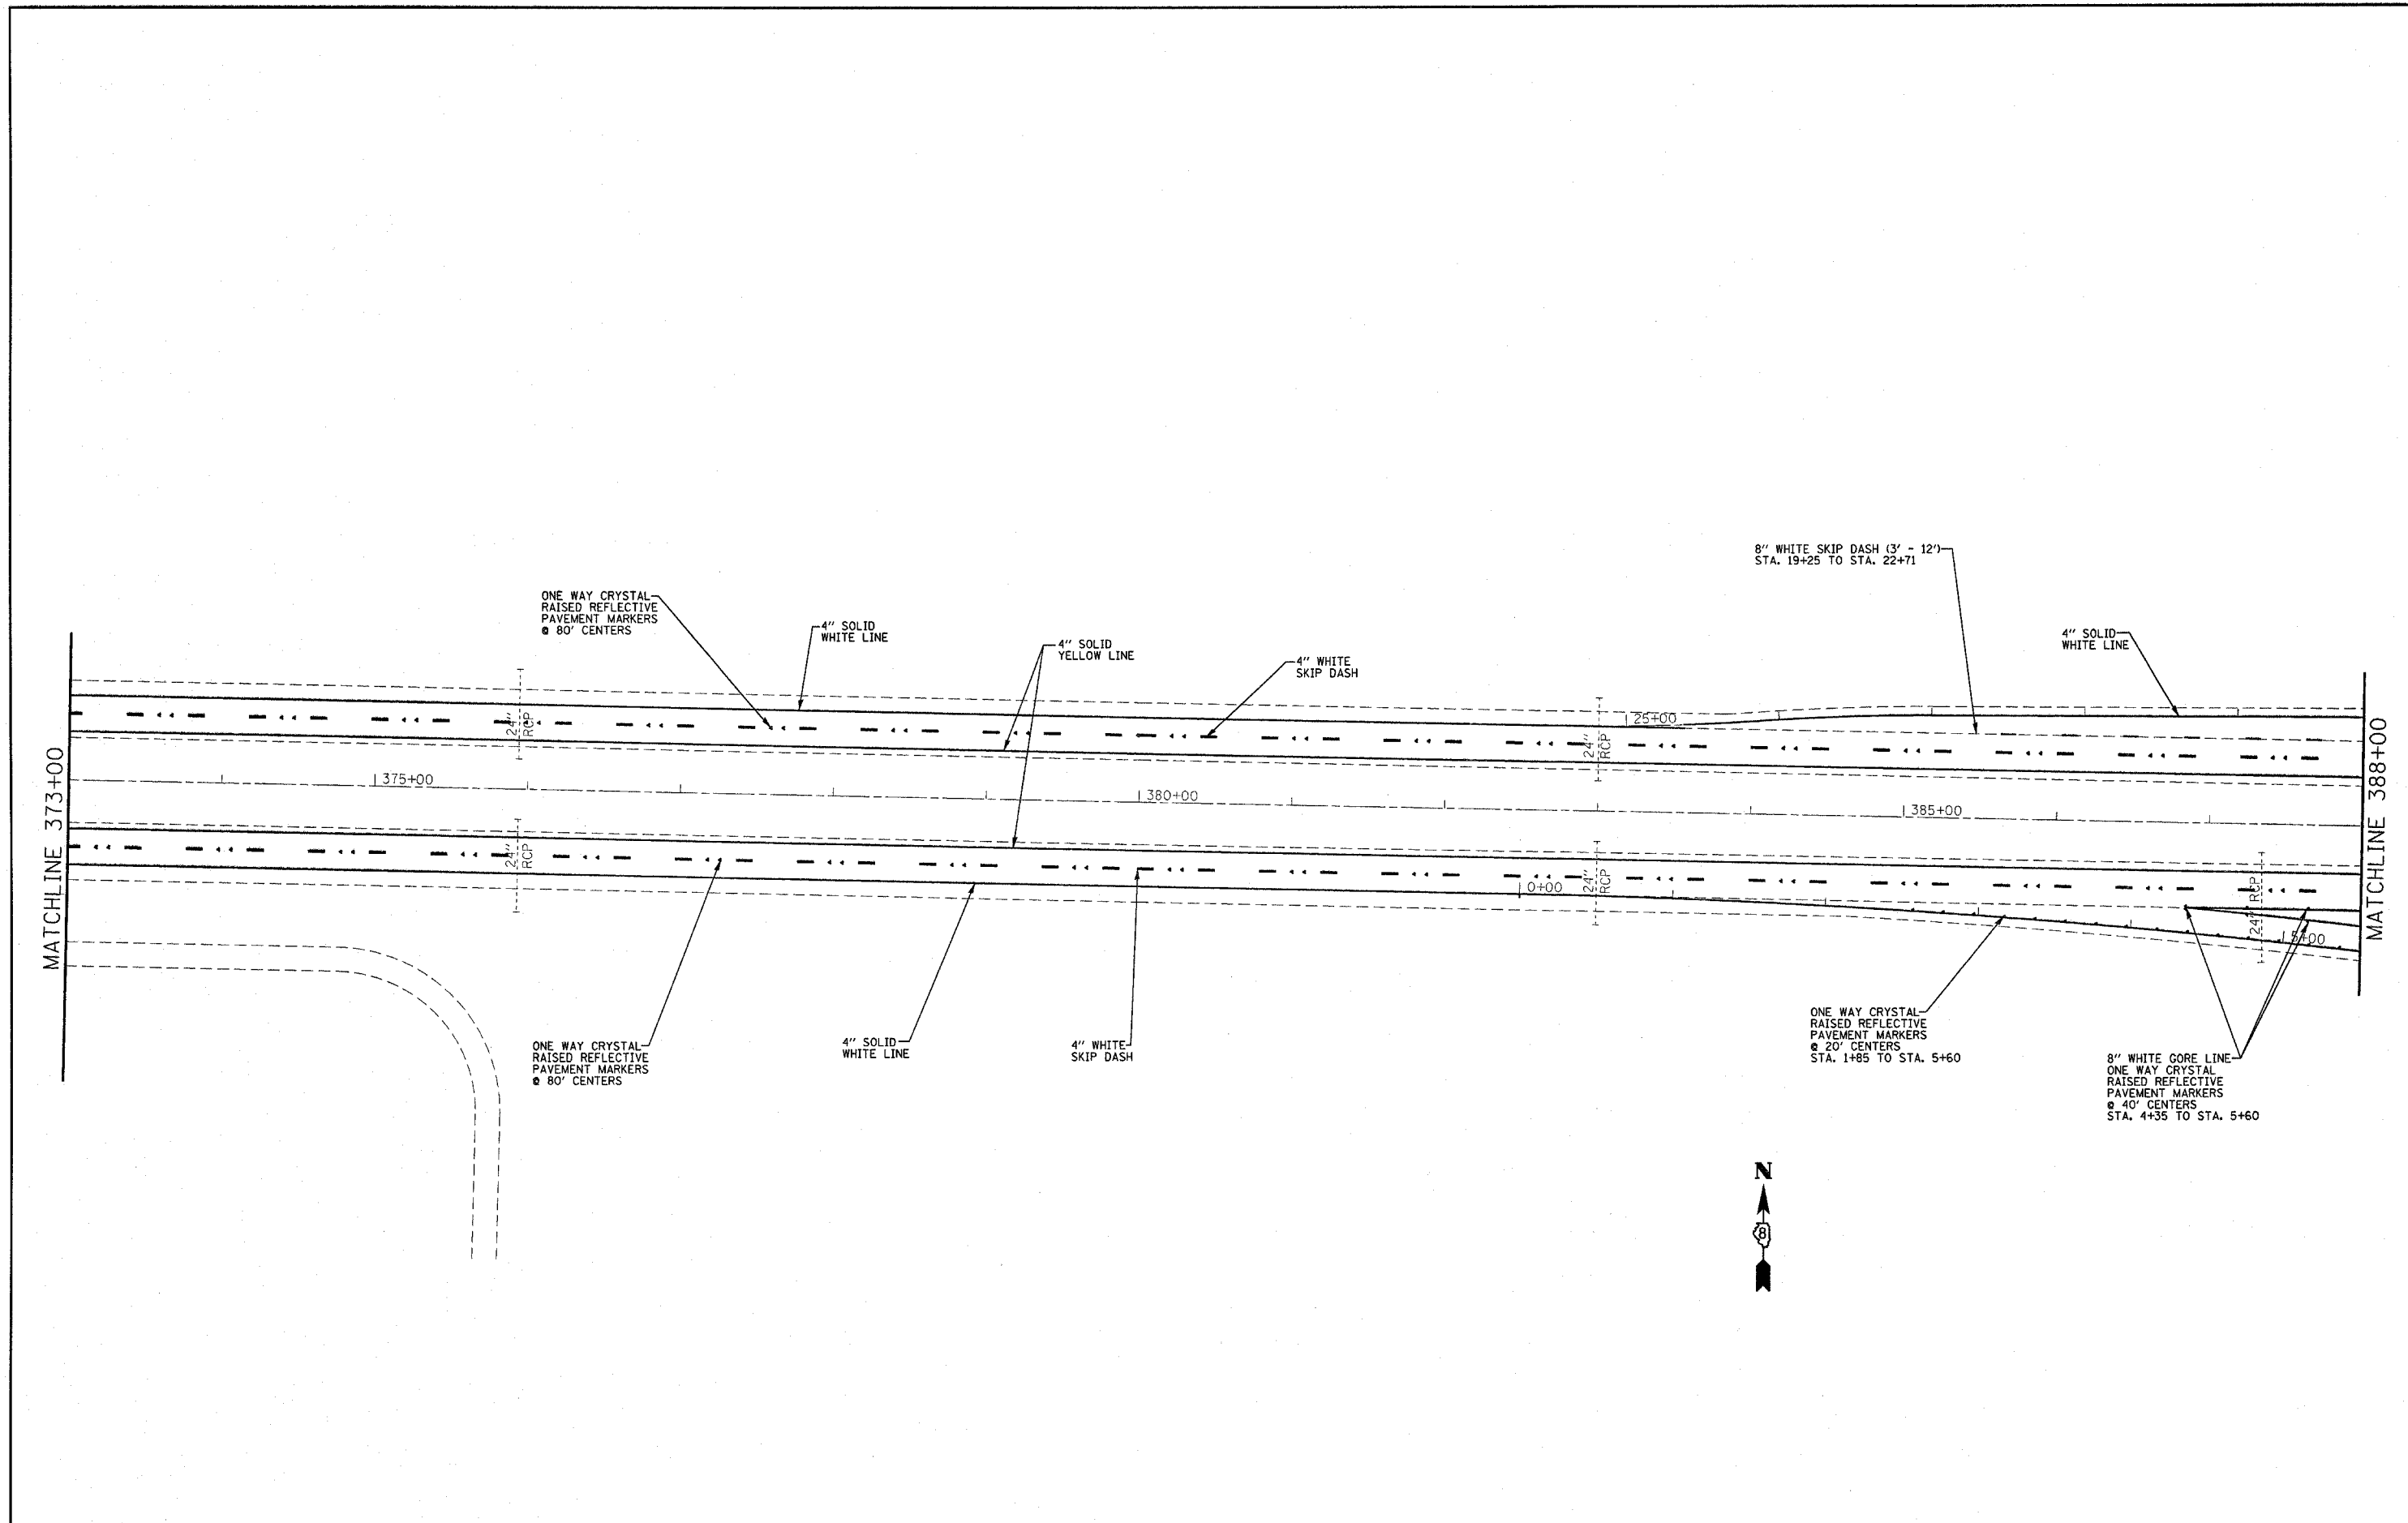 8" WHITE SKIP DASH (3' - 12')
STA. 19+25 TO STA. 22+71
ONE WAY CRYSTAL
RAISED REFLECTIVE
PAVEMENT MARKERS
@ 80' CENTERS
4" SOLID
WHITE LINE
4" SOLID
YELLOW LINE
4" WHITE
SKIP DASH
4" SOLID
WHITE LINE
24"
RCP
24"
RCP
25+00
MATCHLINE 373+00
375+00
380+00
385+00
MATCHLINE 388+00
24"
RCP
0+00
24"
RCP
24" RCP
5+00
ONE WAY CRYSTAL
RAISED REFLECTIVE
PAVEMENT MARKERS
@ 80' CENTERS
4" SOLID
WHITE LINE
4" WHITE
SKIP DASH
ONE WAY CRYSTAL
RAISED REFLECTIVE
PAVEMENT MARKERS
@ 20' CENTERS
STA. 1+85 TO STA. 5+60
8" WHITE GORE LINE
ONE WAY CRYSTAL
RAISED REFLECTIVE
PAVEMENT MARKERS
@ 40' CENTERS
STA. 4+35 TO STA. 5+60
N
8